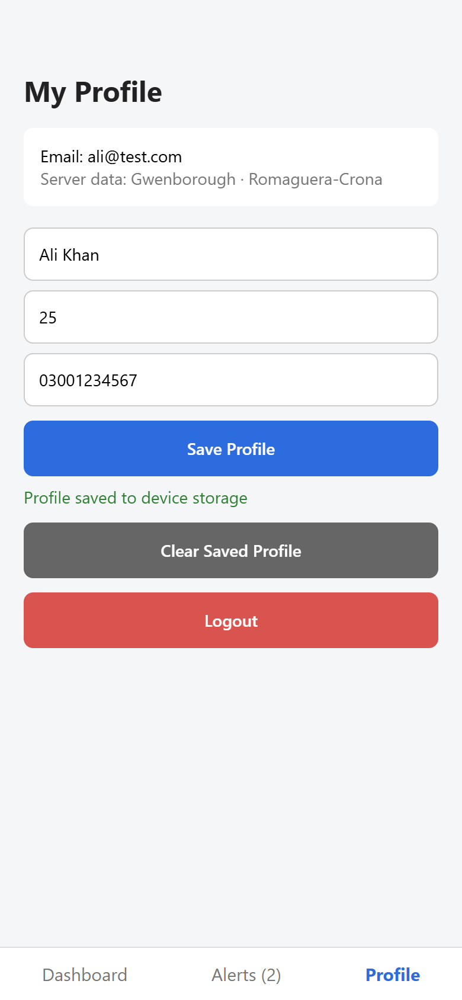 My Profile
Email: ali@test.com
Server data: Gwenborough · Romaguera-Crona
Ali Khan
25
03001234567
Save Profile
Profile saved to device storage
Clear Saved Profile
Logout
Dashboard Alerts (2) Profile